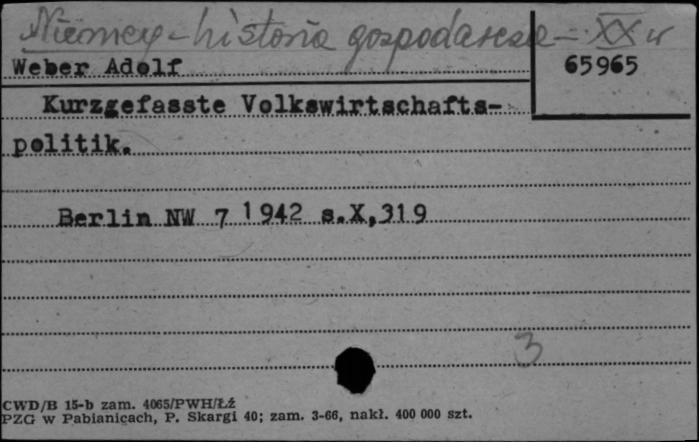 Niemcy - historia gospodarcza - XX w
Weber Adolf 65965
Kurzgefasste Volkswirtschafts-
politik.
Berlin NW 7 1942 s.X,319
3
CWD/B 15-b zam. 4065/PWH/Łź
PZG w Pabianicach, P. Skargi 40; zam. 3-66, nakł. 400 000 szt.